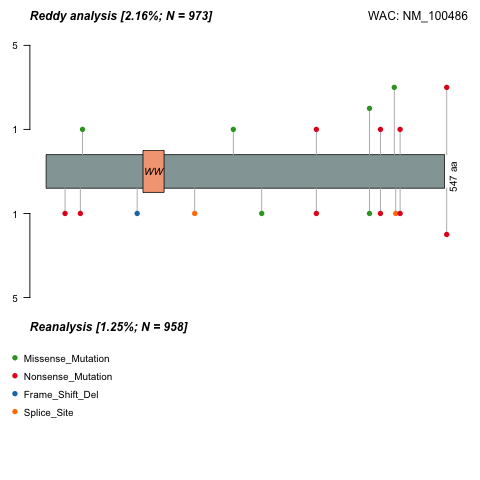 Reddy analysis [2.16%; N = 973]
WAC: NM_100486
5
1
WW
547 aa
1
5
Reanalysis [1.25%; N = 958]
Missense_Mutation
Nonsense_Mutation
Frame_Shift_Del
Splice_Site